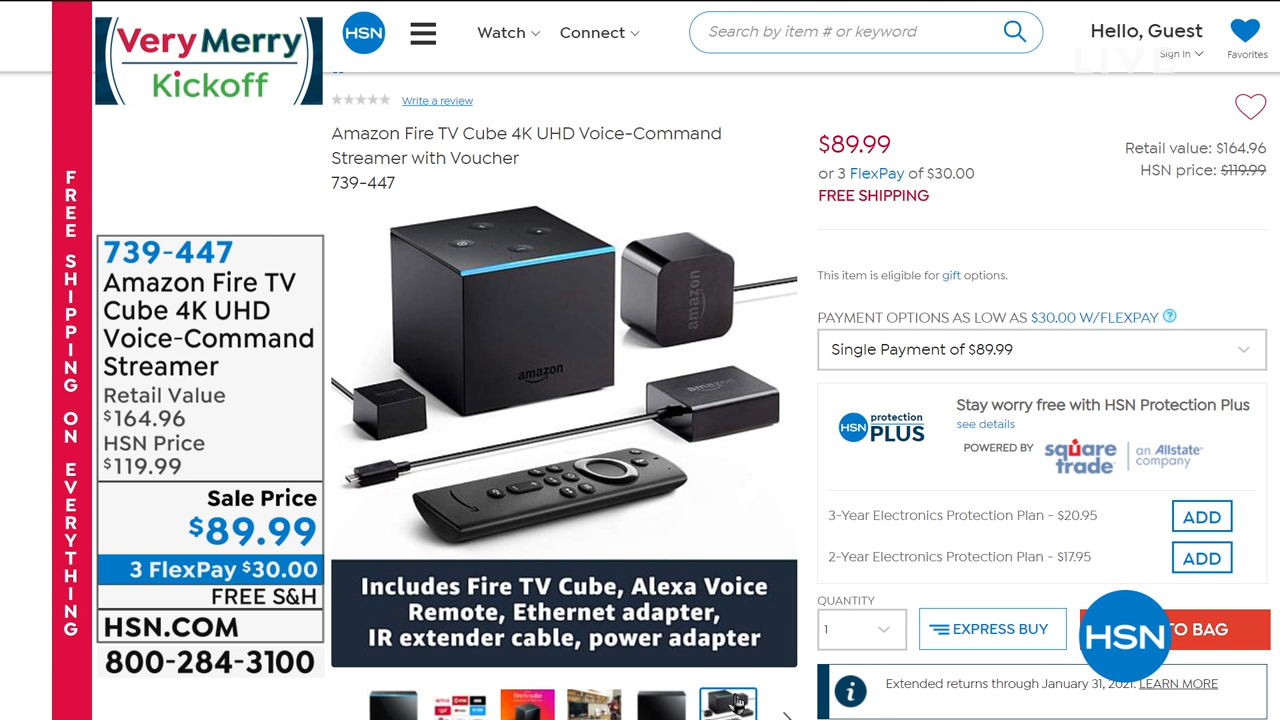 FREE SHIPPING ON EVERYTHING
Very Merry
Kickoff
739-447
Amazon Fire TV
Cube 4K UHD
Voice-Command
Streamer
Retail Value
$164.96
HSN Price
$119.99
Sale Price
$89.99
3 FlexPay $30.00
FREE S&H
HSN.COM
800-284-3100
HSN
Watch
Connect
Search by item # or keyword
Hello, Guest
Sign In
Favorites
LIVE
Write a review
Amazon Fire TV Cube 4K UHD Voice-Command
Streamer with Voucher
739-447
amazon
amazon
amazon
Includes Fire TV Cube, Alexa Voice
Remote, Ethernet adapter,
IR extender cable, power adapter
$89.99
Retail value: $164.96
or 3 FlexPay of $30.00
HSN price: $119.99
FREE SHIPPING
This item is eligible for gift options.
PAYMENT OPTIONS AS LOW AS $30.00 W/FLEXPAY ?
Single Payment of $89.99
HSN protection PLUS
Stay worry free with HSN Protection Plus
see details
POWERED BY
square trade
an Allstate company
3-Year Electronics Protection Plan - $20.95
ADD
2-Year Electronics Protection Plan - $17.95
ADD
QUANTITY
1
EXPRESS BUY
TO BAG
HSN
Extended returns through January 31, 2021. LEARN MORE